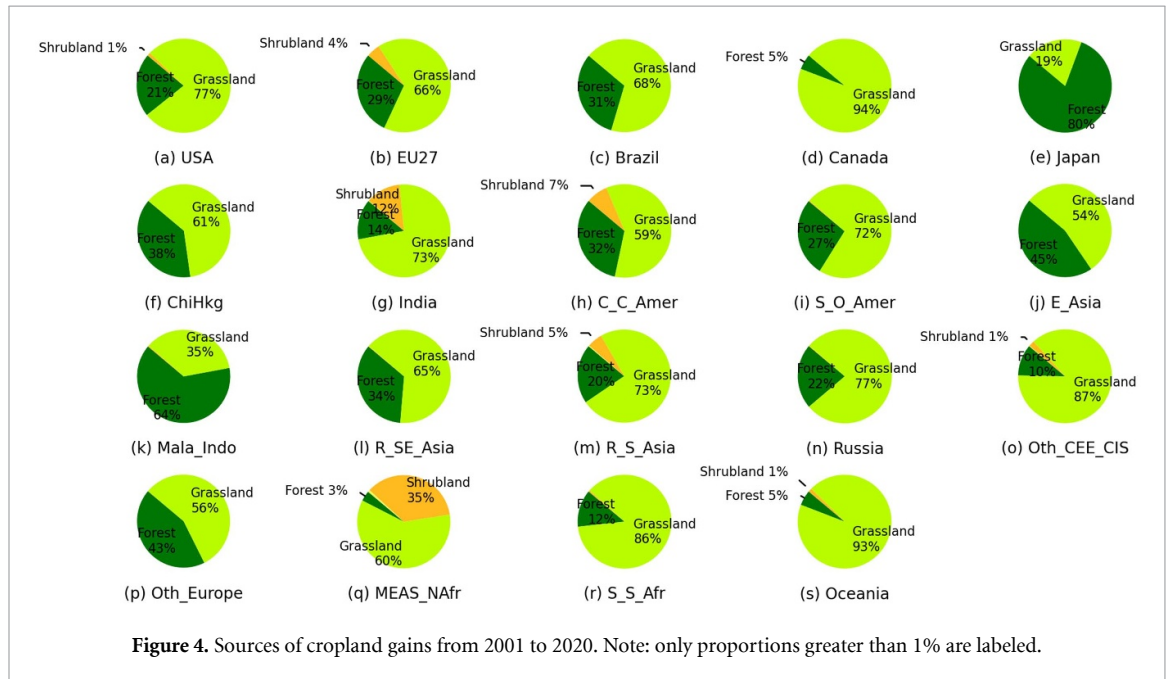 Shrubland 1%
Forest
21%
Grassland
77%
(a) USA
Shrubland 4%
Forest
29%
Grassland
66%
(b) EU27
Forest
31%
Grassland
68%
(c) Brazil
Forest 5%
Grassland
94%
(d) Canada
Grassland
19%
Forest
80%
(e) Japan
Forest
38%
Grassland
61%
(f) ChiHkg
Shrubland
12%
Forest
14%
Grassland
73%
(g) India
Shrubland 7%
Forest
32%
Grassland
59%
(h) C_C_Amer
Forest
27%
Grassland
72%
(i) S_O_Amer
Grassland
54%
Forest
45%
(j) E_Asia
Grassland
35%
Forest
64%
(k) Mala_Indo
Forest
34%
Grassland
65%
(l) R_SE_Asia
Shrubland 5%
Forest
20%
Grassland
73%
(m) R_S_Asia
Forest
22%
Grassland
77%
(n) Russia
Shrubland 1%
Forest
10%
Grassland
87%
(o) Oth_CEE_CIS
Grassland
56%
Forest
43%
(p) Oth_Europe
Shrubland
35%
Forest 3%
Grassland
60%
(q) MEAS_NAfr
Forest
12%
Grassland
86%
(r) S_S_Afr
Shrubland 1%
Forest 5%
Grassland
93%
(s) Oceania
Figure 4. Sources of cropland gains from 2001 to 2020. Note: only proportions greater than 1% are labeled.